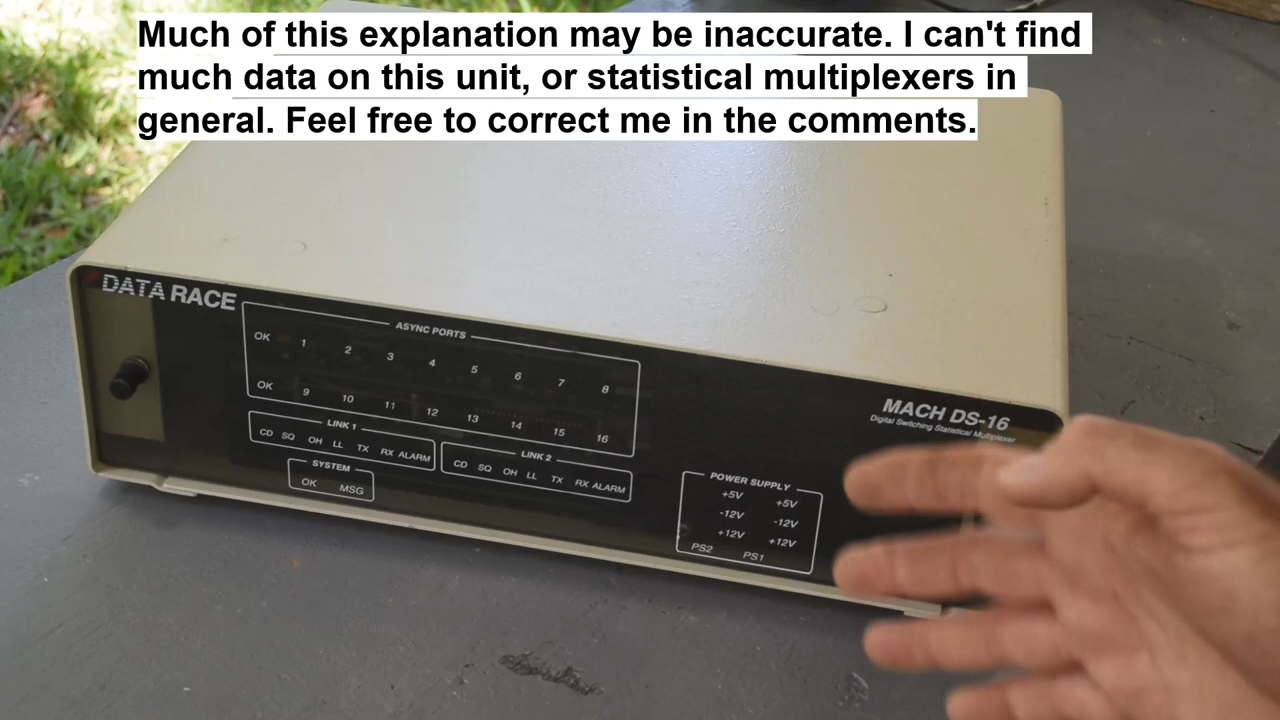 Much of this explanation may be inaccurate. I can't find
much data on this unit, or statistical multiplexers in
general. Feel free to correct me in the comments.
DATA RACE
ASYNC PORTS
OK 1 2 3 4 5 6 7 8
OK 9 10 11 12 13 14 15 16
LINK 1
CD SQ OH LL TX RX ALARM
LINK 2
CD SQ OH LL TX RX ALARM
SYSTEM
OK MSG
MACH DS-16
Digital Switching Statistical Multiplexer
POWER SUPPLY
+5V +5V
-12V -12V
+12V +12V
PS2 PS1